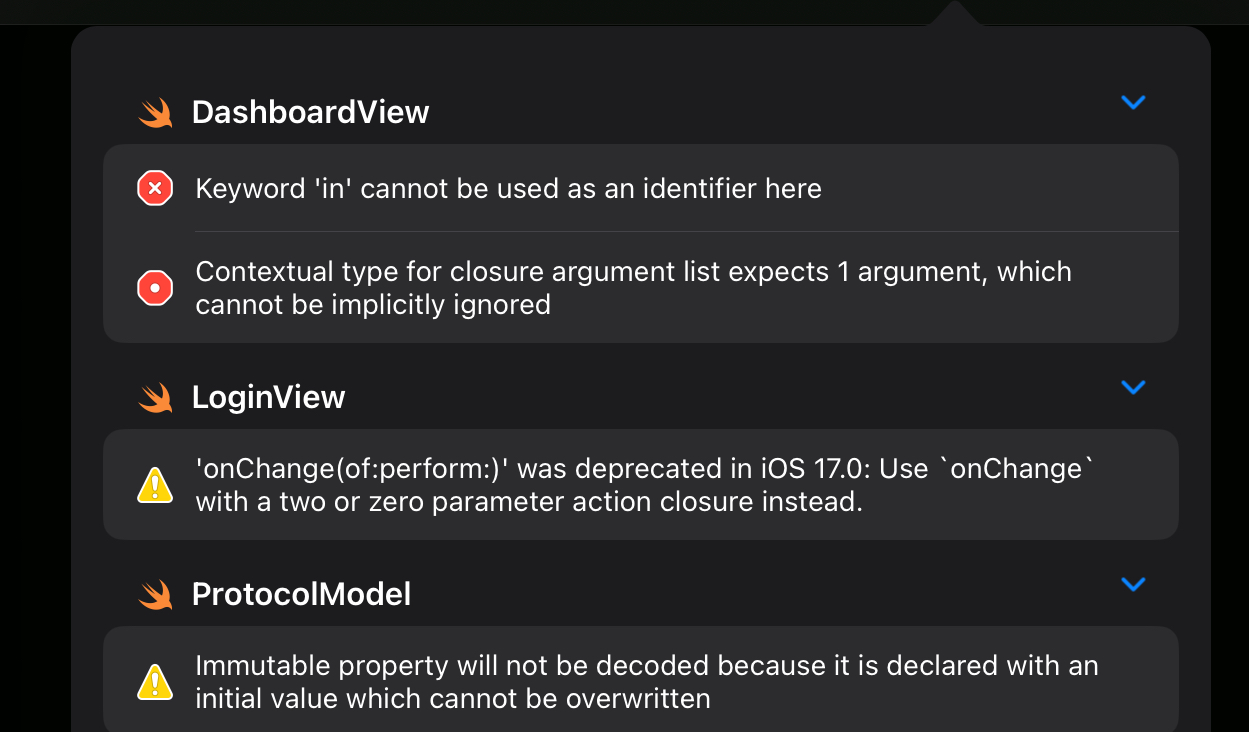 DashboardView
Keyword 'in' cannot be used as an identifier here
Contextual type for closure argument list expects 1 argument, which
cannot be implicitly ignored
LoginView
'onChange(of:perform:)' was deprecated in iOS 17.0: Use `onChange`
with a two or zero parameter action closure instead.
ProtocolModel
Immutable property will not be decoded because it is declared with an
initial value which cannot be overwritten